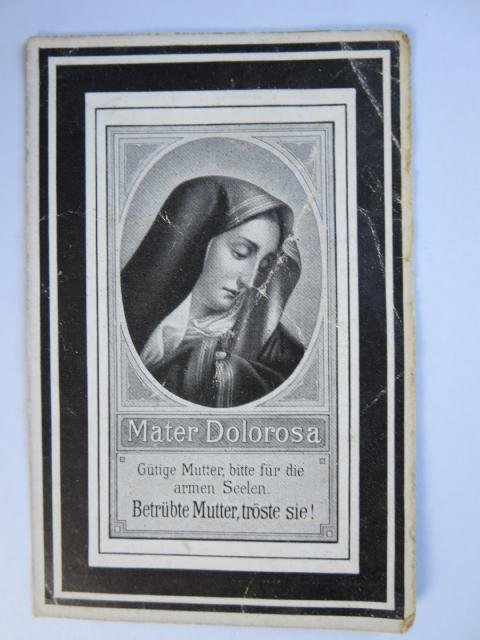 Mater Dolorosa
Gütige Mutter, bitte für die
armen Seelen.
Betrübte Mutter, tröste sie!